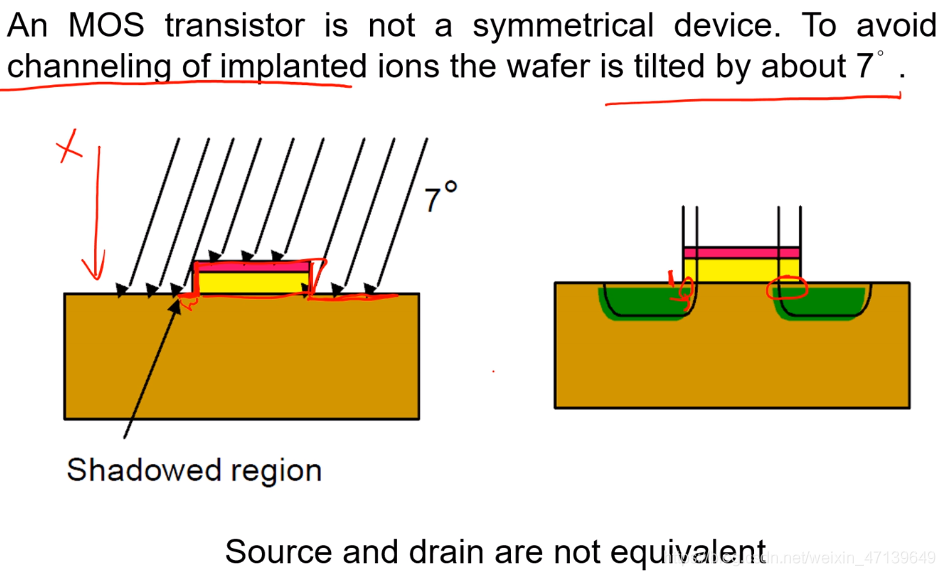 An MOS transistor is not a symmetrical device. To avoid
channeling of implanted ions the wafer is tilted by about 7° .
7°
Shadowed region
Source and drain are not equivalent